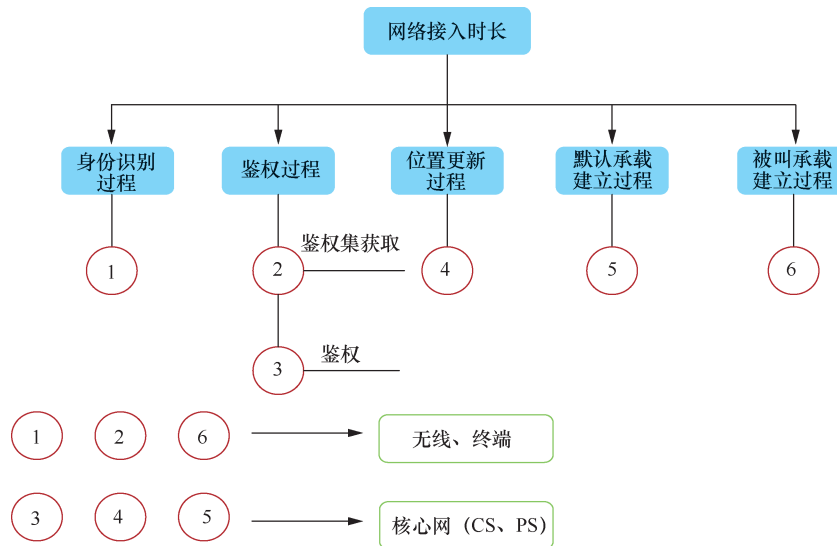 网络接入时长
身份识别
过程
鉴权过程
位置更新
过程
默认承载
建立过程
被叫承载
建立过程
1
2
鉴权集获取
4
5
6
3
鉴权
1 2 6 无线、终端
3 4 5 核心网（CS、PS）